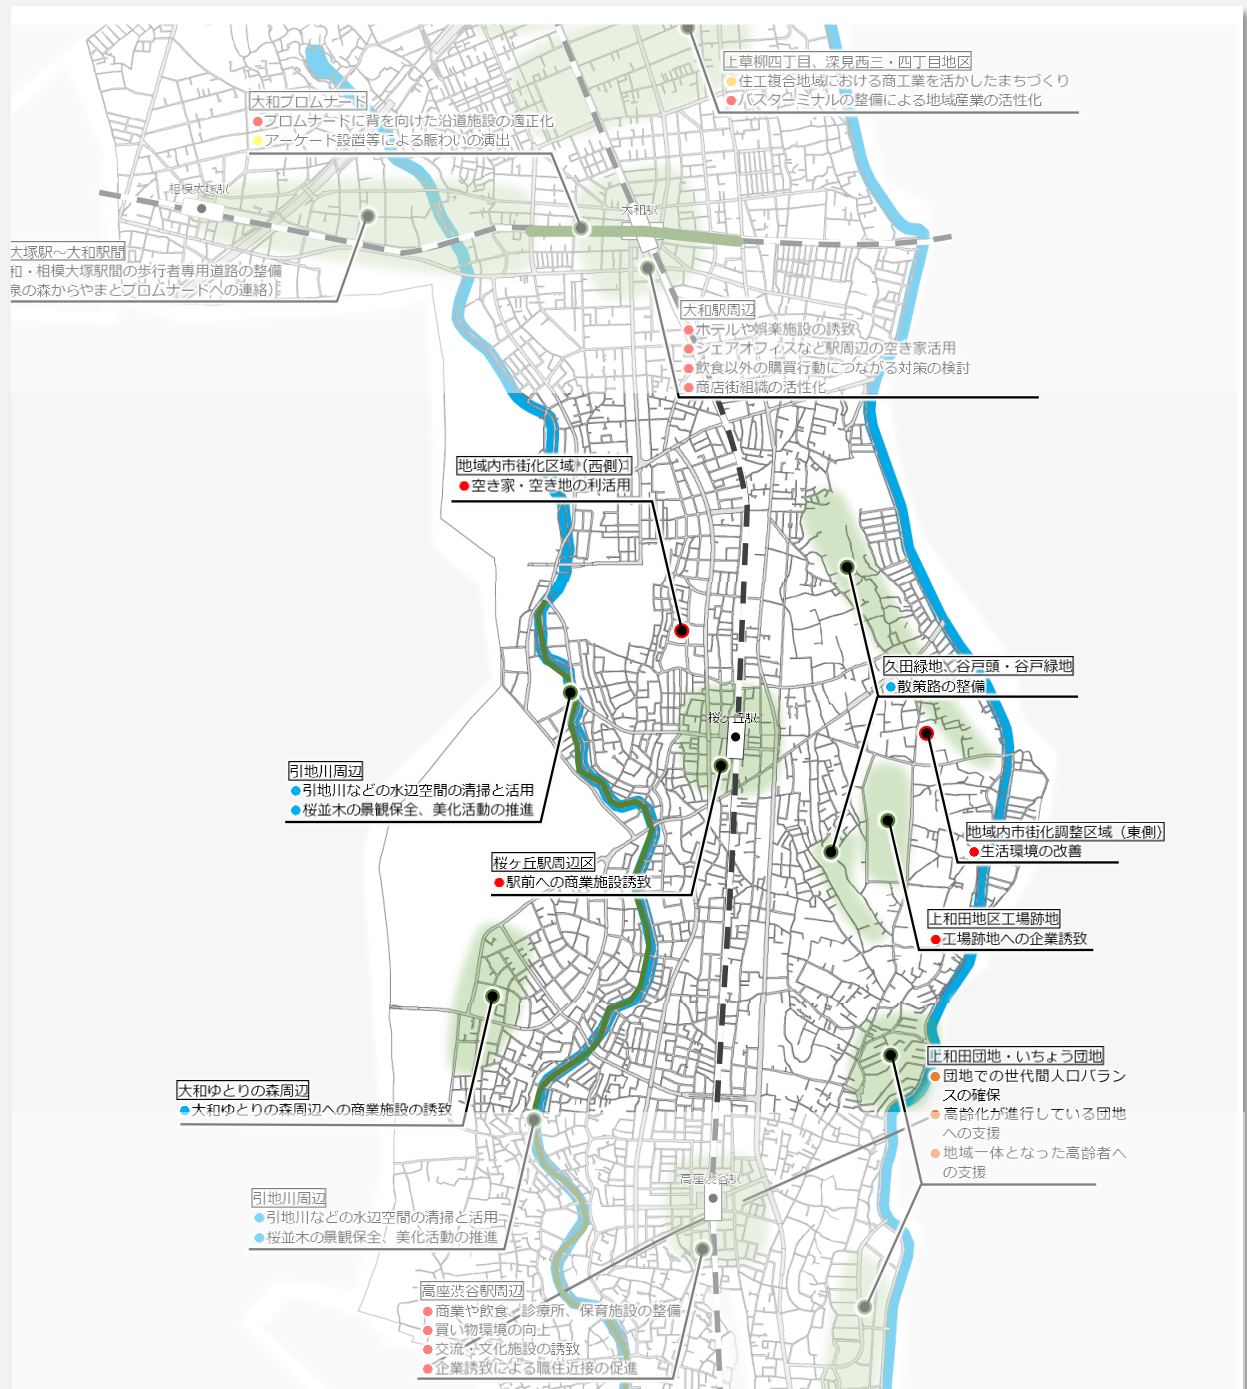 上草柳四丁目、深見西三・四丁目地区
住工複合地域における商工業を活かしたまちづくり
バスターミナルの整備による地域産業の活性化
大和プロムナード
プロムナードに背を向けた沿道施設の適正化
アーケード設置等による賑わいの演出
相模大塚駅
大和駅
大塚駅～大和駅間
和・相模大塚駅間の歩行者専用道路の整備
泉の森からやまとプロムナードへの連絡）
大和駅周辺
ホテルや娯楽施設の誘致
シェアオフィスなど駅周辺の空き家活用
飲食以外の購買行動につながる対策の検討
商店街組織の活性化
地域内市街化区域（西側）
空き家・空き地の利活用
久田緑地、谷戸頭・谷戸緑地
散策路の整備
桜ヶ丘駅
引地川周辺
引地川などの水辺空間の清掃と活用
桜並木の景観保全、美化活動の推進
地域内市街化調整区域（東側）
生活環境の改善
桜ヶ丘駅周辺区
駅前への商業施設誘致
上和田地区工場跡地
工場跡地への企業誘致
上和田団地・いちょう団地
団地での世代間人口バラン
スの確保
高齢化が進行している団地
への支援
地域一体となった高齢者へ
の支援
大和ゆとりの森周辺
大和ゆとりの森周辺への商業施設の誘致
高座渋谷駅
引地川周辺
引地川などの水辺空間の清掃と活用
桜並木の景観保全、美化活動の推進
高座渋谷駅周辺
商業や飲食、診療所、保育施設の整備
買い物環境の向上
交流・文化施設の誘致
企業誘致による職住近接の促進